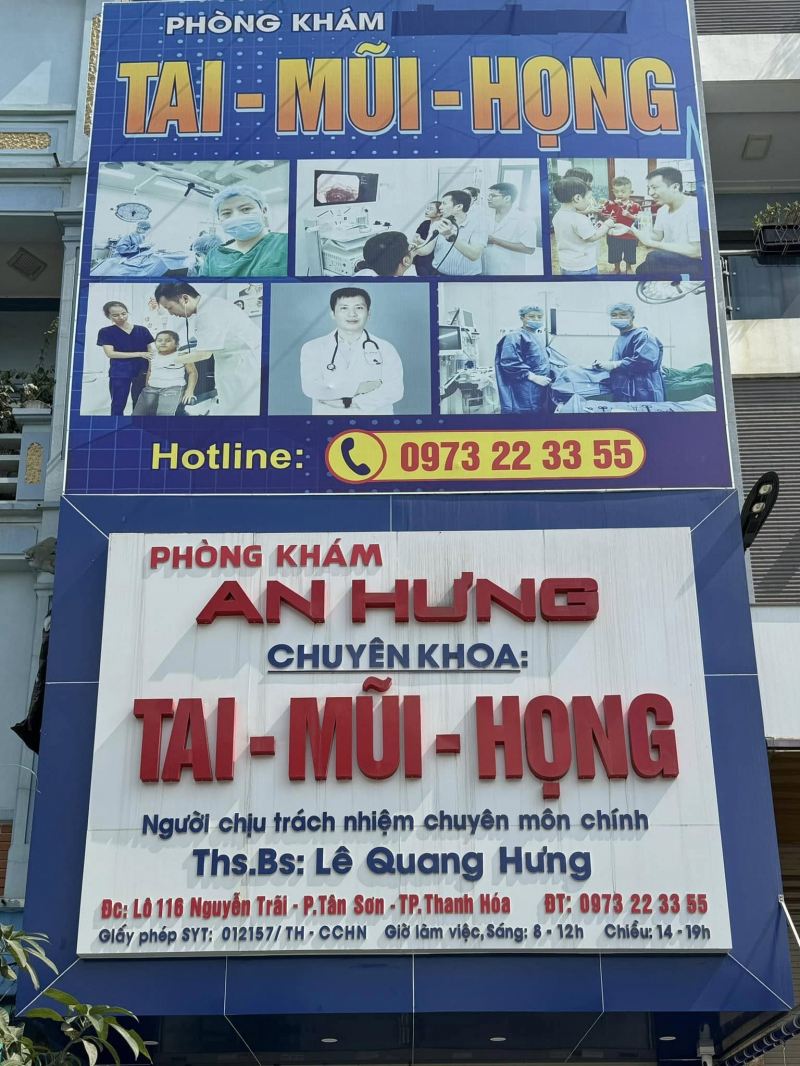 PHÒNG KHÁM
TAI - MŨI - HỌNG
Hotline: 0973 22 33 55
PHÒNG KHÁM
AN HƯNG
CHUYÊN KHOA:
TAI - MŨI - HỌNG
Người chịu trách nhiệm chuyên môn chính
Ths.Bs: Lê Quang Hưng
Đc: Lô 116 Nguyễn Trãi - P.Tân Sơn - TP.Thanh Hóa ĐT: 0973 22 33 55
Giấy phép SYT: 012157/ TH - CCHN Giờ làm việc, Sáng: 8 - 12h Chiều: 14 - 19h